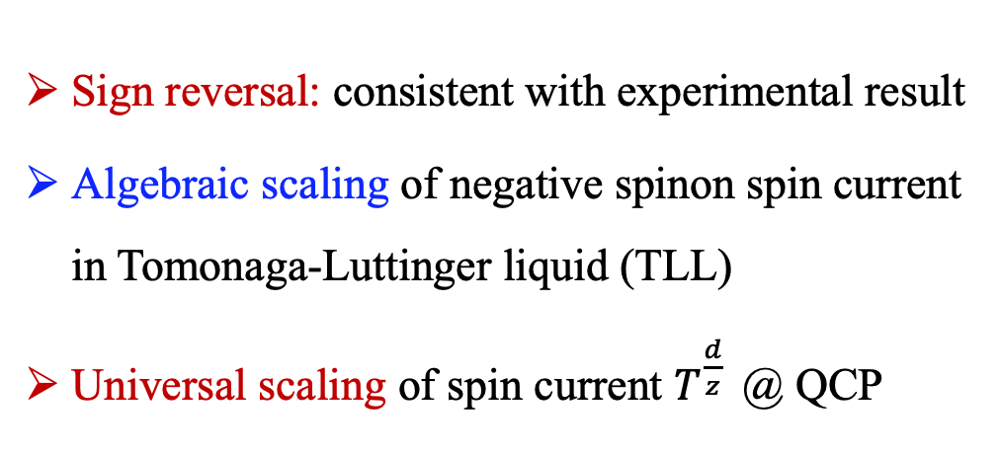 ➢ Sign reversal: consistent with experimental result
➢ Algebraic scaling of negative spinon spin current
in Tomonaga-Luttinger liquid (TLL)
➢ Universal scaling of spin current T^{d/z} @ QCP